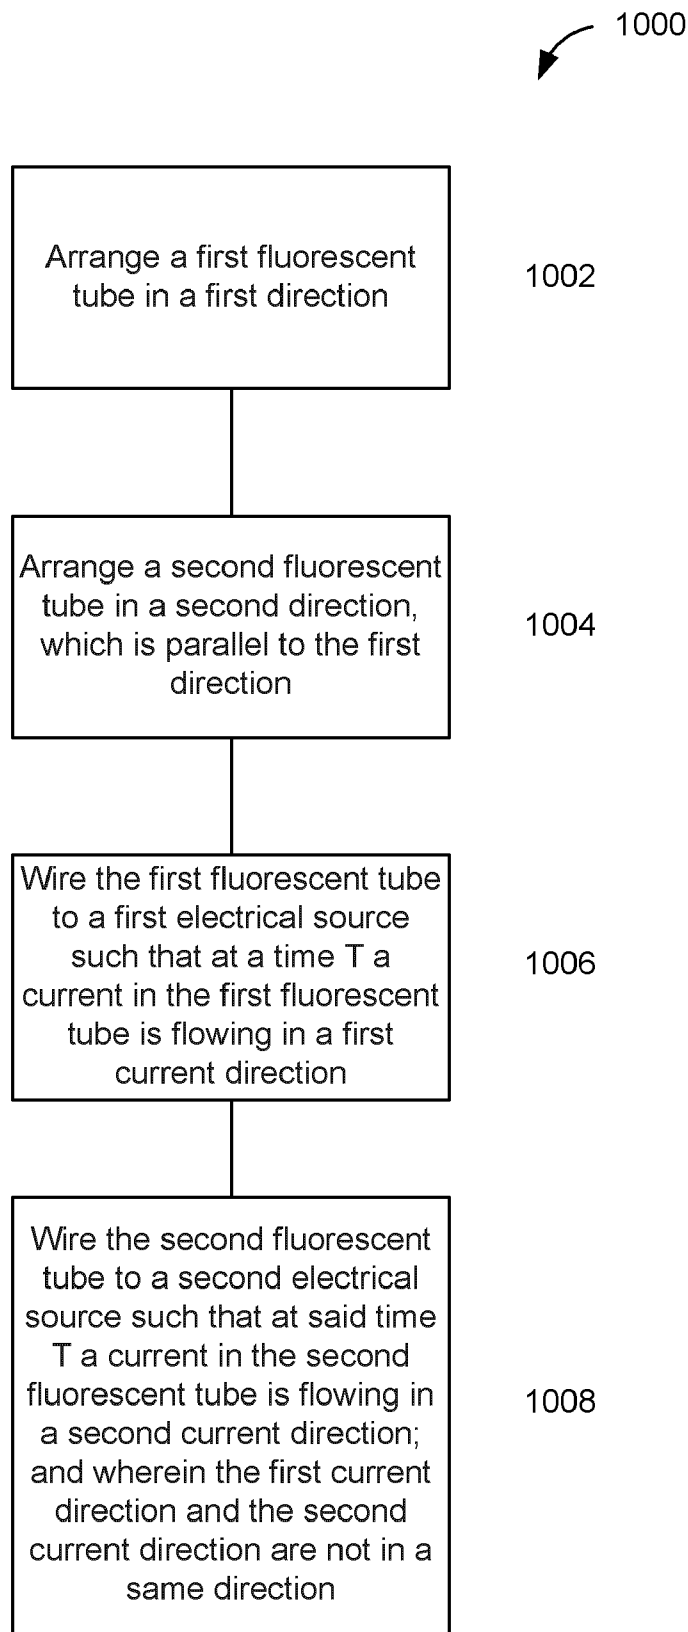 1000
Arrange a first fluorescent
tube in a first direction
1002
Arrange a second fluorescent
tube in a second direction,
which is parallel to the first
direction
1004
Wire the first fluorescent tube
to a first electrical source
such that at a time T a
current in the first fluorescent
tube is flowing in a first
current direction
1006
Wire the second fluorescent
tube to a second electrical
source such that at said time
T a current in the second
fluorescent tube is flowing in
a second current direction;
and wherein the first current
direction and the second
current direction are not in a
same direction
1008